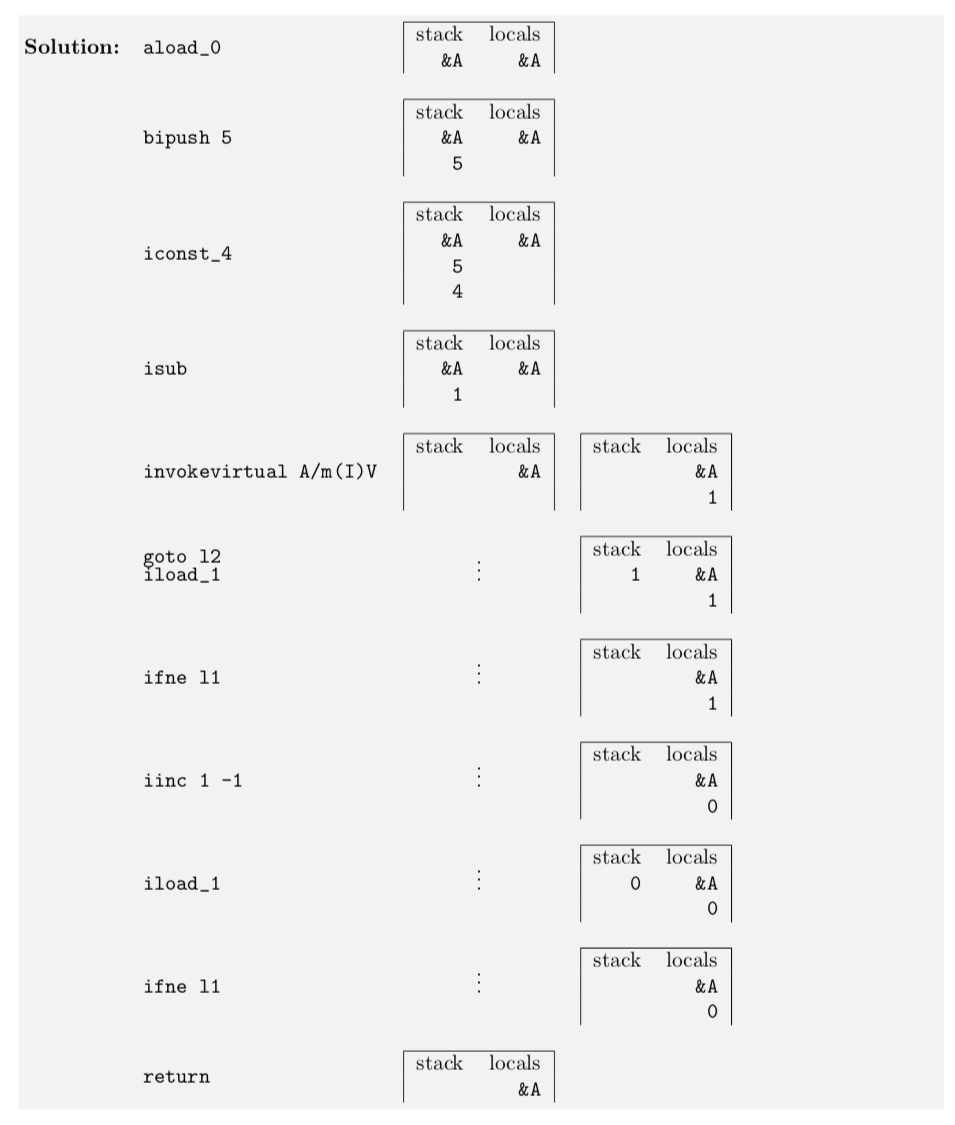 stack locals
Solution: aload_0 &A &A
stack locals
bipush 5 &A &A
5
stack locals
&A &A
iconst_4 5
4
stack locals
isub &A &A
1
stack locals stack locals
invokevirtual A/m(I)V &A &A
1
goto l2 stack locals
iload_1 ⋮ 1 &A
1
stack locals
ifne l1 ⋮ &A
1
stack locals
iinc 1 -1 ⋮ &A
0
stack locals
iload_1 ⋮ 0 &A
0
stack locals
ifne l1 ⋮ &A
0
stack locals
return &A